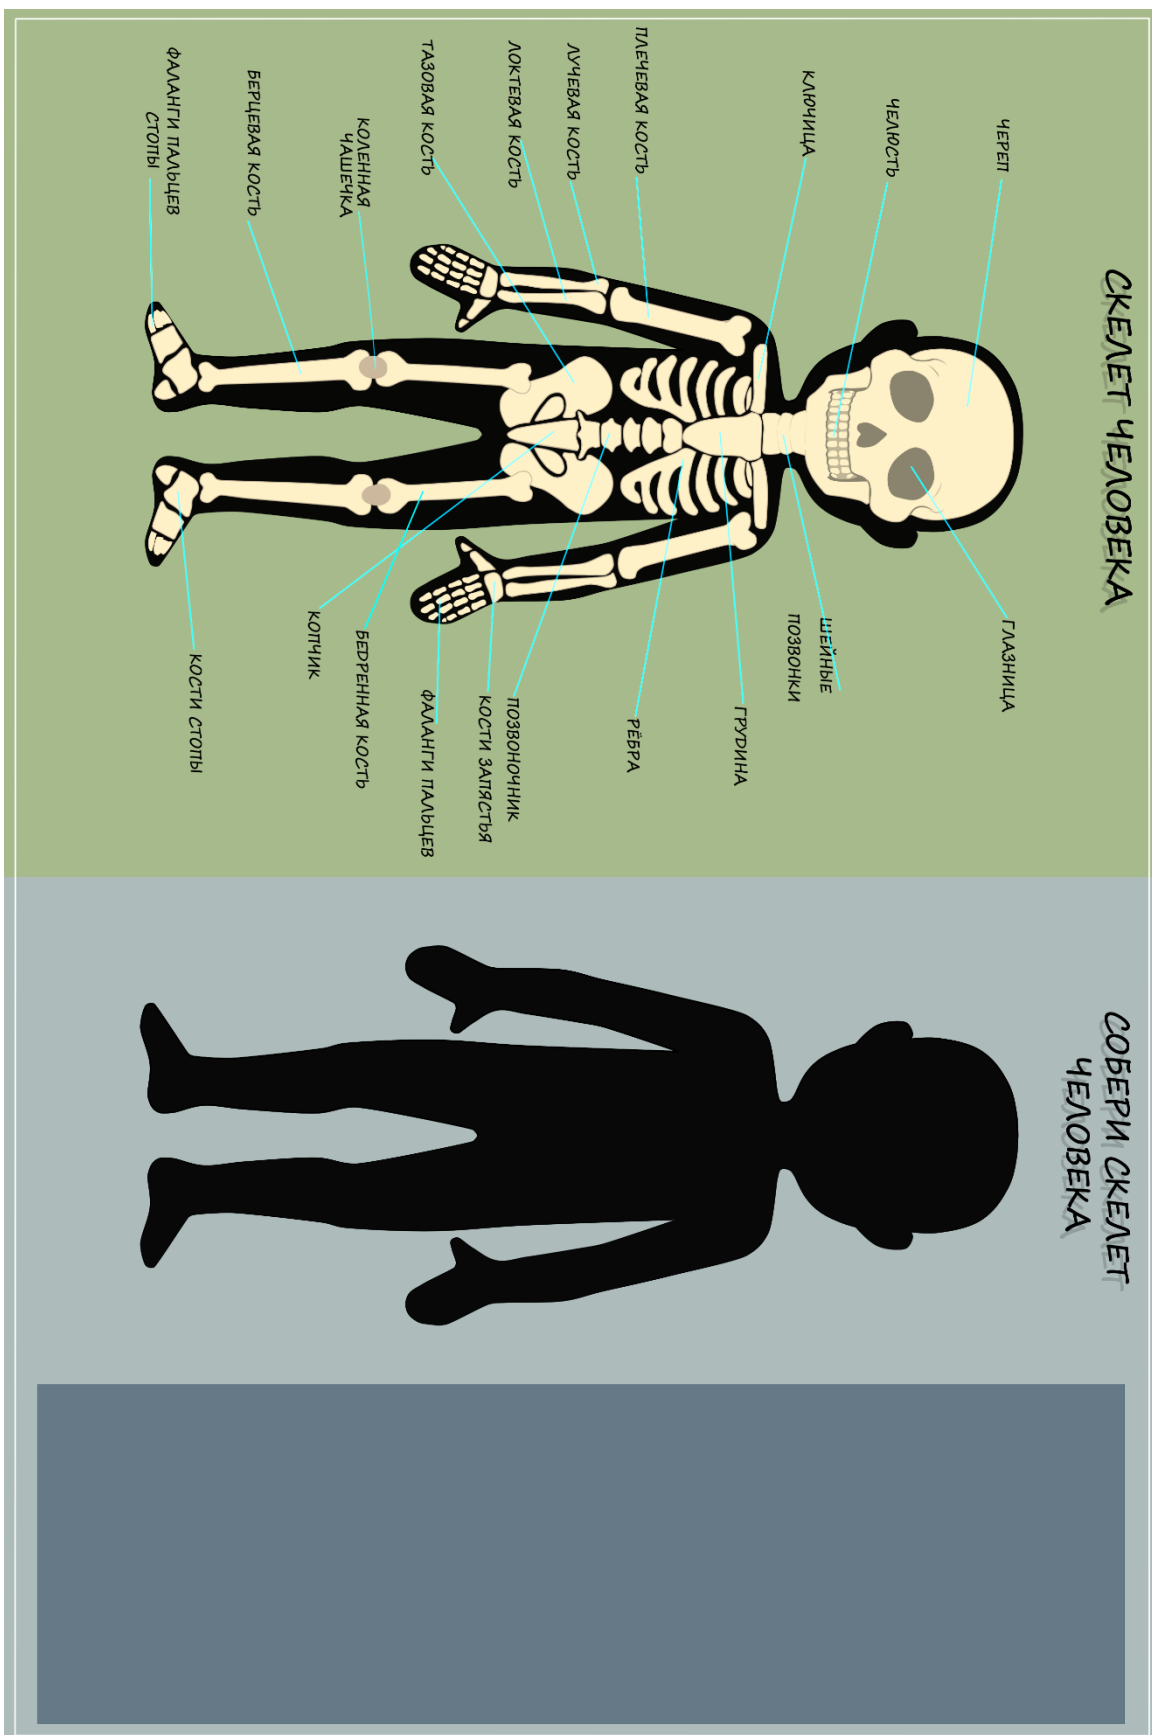 СКЕЛЕТ ЧЕЛОВЕКА
ЧЕРЕП
ЧЕЛЮСТЬ
КЛЮЧИЦА
ПЛЕЧЕВАЯ КОСТЬ
ЛУЧЕВАЯ КОСТЬ
ЛОКТЕВАЯ КОСТЬ
ТАЗОВАЯ КОСТЬ
КОЛЕННАЯ
ЧАШЕЧКА
БЕРЦЕВАЯ КОСТЬ
ФАЛАНГИ ПАЛЬЦЕВ
СТОПЫ
ГЛАЗНИЦА
ШЕЙНЫЕ
ПОЗВОНКИ
ГРУДИНА
РЁБРА
ПОЗВОНОЧНИК
КОСТИ ЗАПЯСТЬЯ
ФАЛАНГИ ПАЛЬЦЕВ
БЕДРЕННАЯ КОСТЬ
КОПЧИК
КОСТИ СТОПЫ
СОБЕРИ СКЕЛЕТ
ЧЕЛОВЕКА